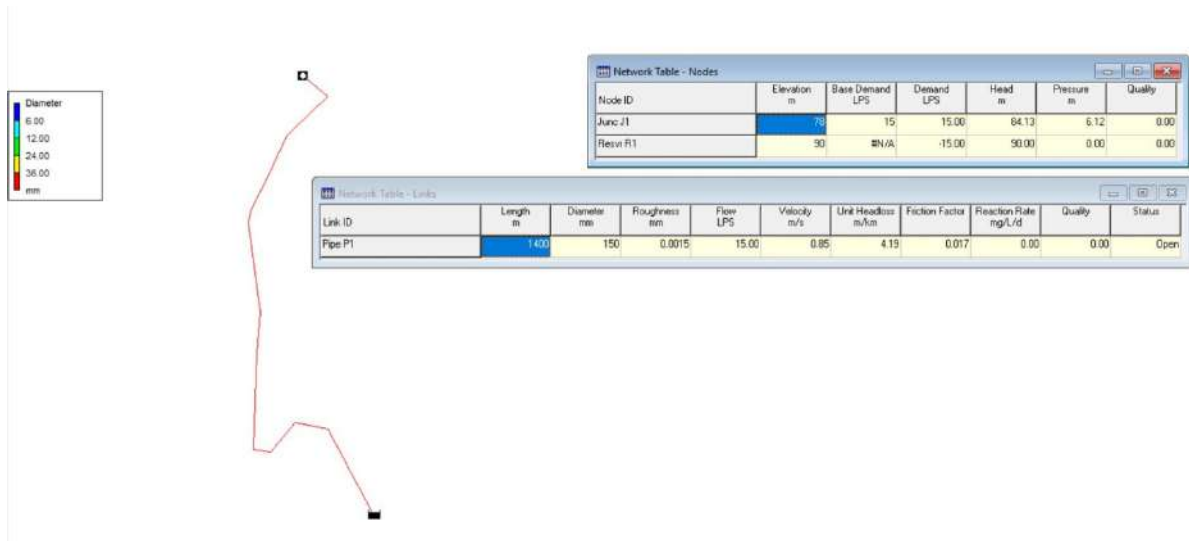 Diameter
6.00
12.00
24.00
36.00
mm
Network Table - Nodes
Node ID Elevation m Base Demand LPS Demand LPS Head m Pressure m Quality
Junc J1 78 15 15.00 84.13 6.12 0.00
Resvr R1 90 #N/A -15.00 90.00 0.00 0.00
Network Table - Links
Link ID Length m Diameter mm Roughness mm Flow LPS Velocity m/s Unit Headloss m/km Friction Factor Reaction Rate mg/L/d Quality Status
Pipe P1 1400 150 0.0015 15.00 0.85 4.19 0.017 0.00 0.00 Open